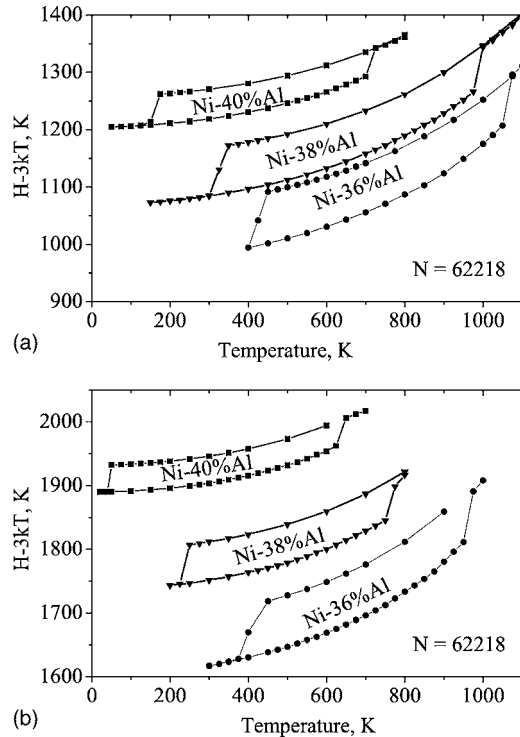 1400
1300
1200
1100
1000
900
H-3kT, K
Ni-40%Al
Ni-38%Al
Ni-36%Al
N = 62218
0 200 400 600 800 1000
(a)
Temperature, K
2000
1900
1800
1700
1600
H-3kT, K
Ni-40%Al
Ni-38%Al
Ni-36%Al
N = 62218
0 200 400 600 800 1000
(b)
Temperature, K